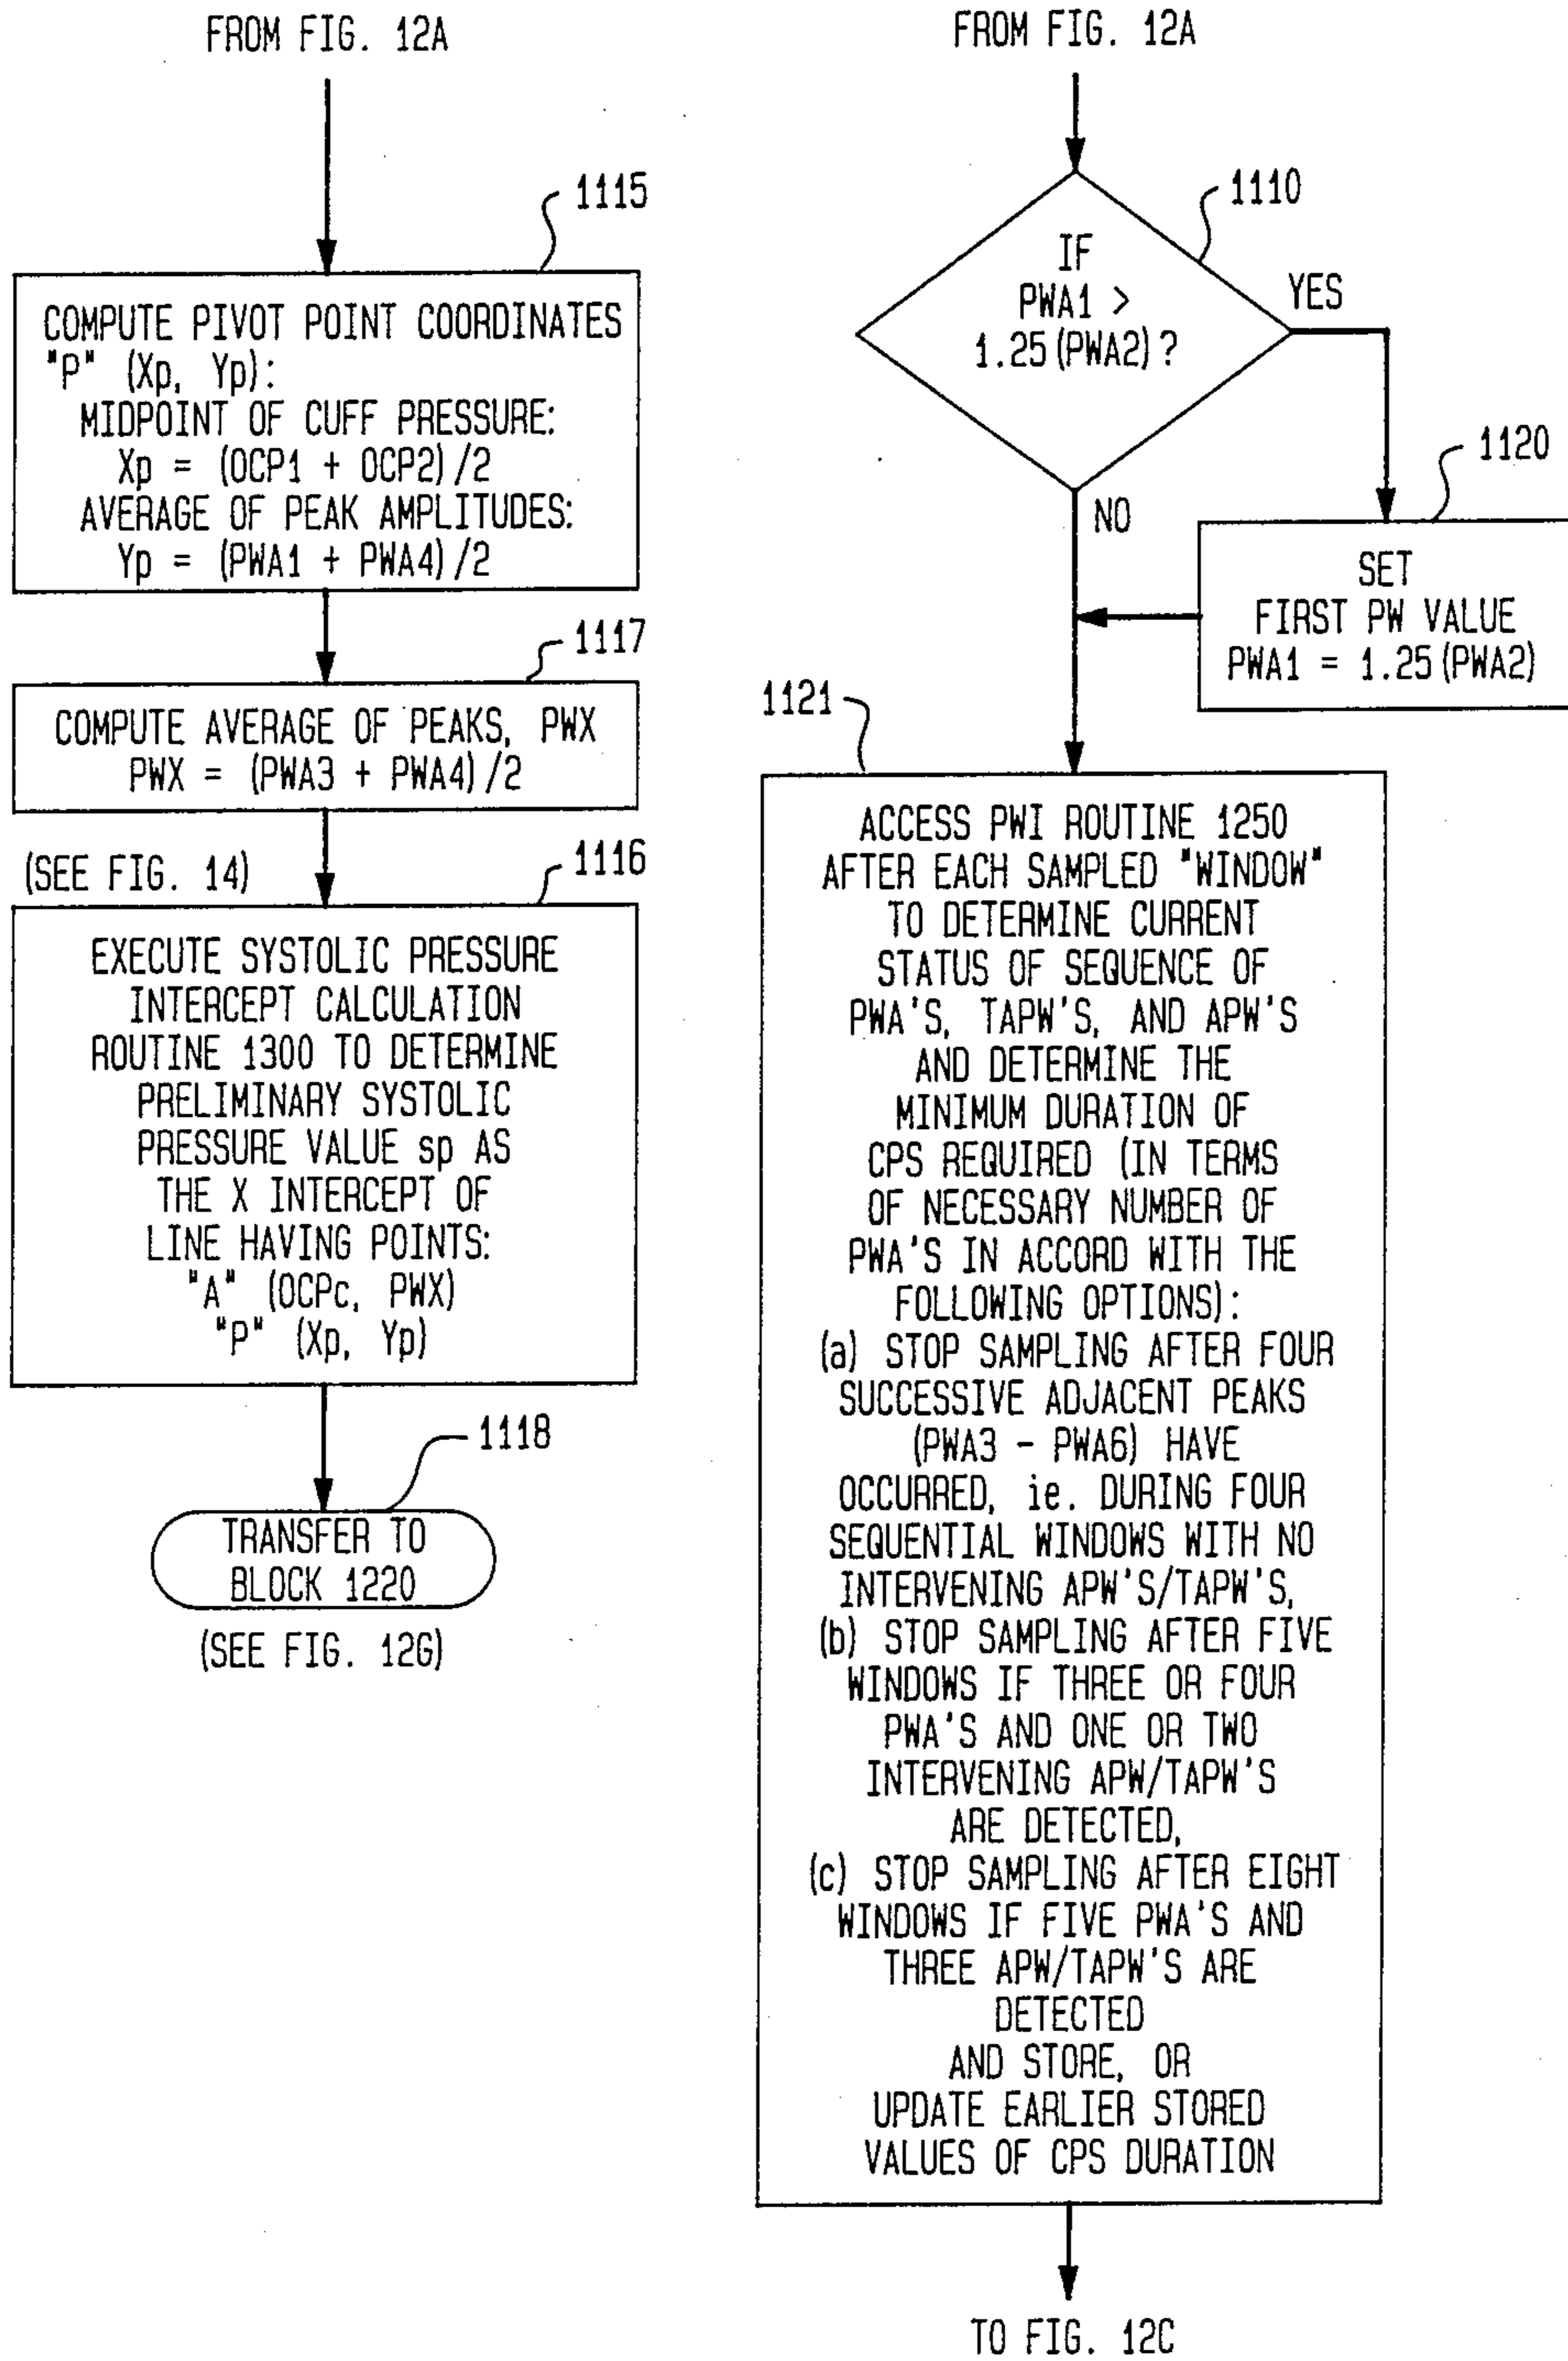 FROM FIG. 12A
1115
COMPUTE PIVOT POINT COORDINATES
"P" (Xp, Yp):
MIDPOINT OF CUFF PRESSURE:
Xp = (OCP1 + OCP2)/2
AVERAGE OF PEAK AMPLITUDES:
Yp = (PWA1 + PWA4)/2
1117
COMPUTE AVERAGE OF PEAKS, PWX
PWX = (PWA3 + PWA4)/2
(SEE FIG. 14)
1116
EXECUTE SYSTOLIC PRESSURE
INTERCEPT CALCULATION
ROUTINE 1300 TO DETERMINE
PRELIMINARY SYSTOLIC
PRESSURE VALUE sp AS
THE X INTERCEPT OF
LINE HAVING POINTS:
"A" (OCPc, PWX)
"P" (Xp, Yp)
1118
TRANSFER TO
BLOCK 1220
(SEE FIG. 12G)
FROM FIG. 12A
1110
IF
PWA1 >
1.25(PWA2)?
YES
NO
1120
SET
FIRST PW VALUE
PWA1 = 1.25(PWA2)
1121
ACCESS PWI ROUTINE 1250
AFTER EACH SAMPLED "WINDOW"
TO DETERMINE CURRENT
STATUS OF SEQUENCE OF
PWA'S, TAPW'S, AND APW'S
AND DETERMINE THE
MINIMUM DURATION OF
CPS REQUIRED (IN TERMS
OF NECESSARY NUMBER OF
PWA'S IN ACCORD WITH THE
FOLLOWING OPTIONS):
(a) STOP SAMPLING AFTER FOUR
SUCCESSIVE ADJACENT PEAKS
(PWA3 - PWA6) HAVE
OCCURRED, ie. DURING FOUR
SEQUENTIAL WINDOWS WITH NO
INTERVENING APW'S/TAPW'S,
(b) STOP SAMPLING AFTER FIVE
WINDOWS IF THREE OR FOUR
PWA'S AND ONE OR TWO
INTERVENING APW/TAPW'S
ARE DETECTED,
(c) STOP SAMPLING AFTER EIGHT
WINDOWS IF FIVE PWA'S AND
THREE APW/TAPW'S ARE
DETECTED
AND STORE, OR
UPDATE EARLIER STORED
VALUES OF CPS DURATION
TO FIG. 12C